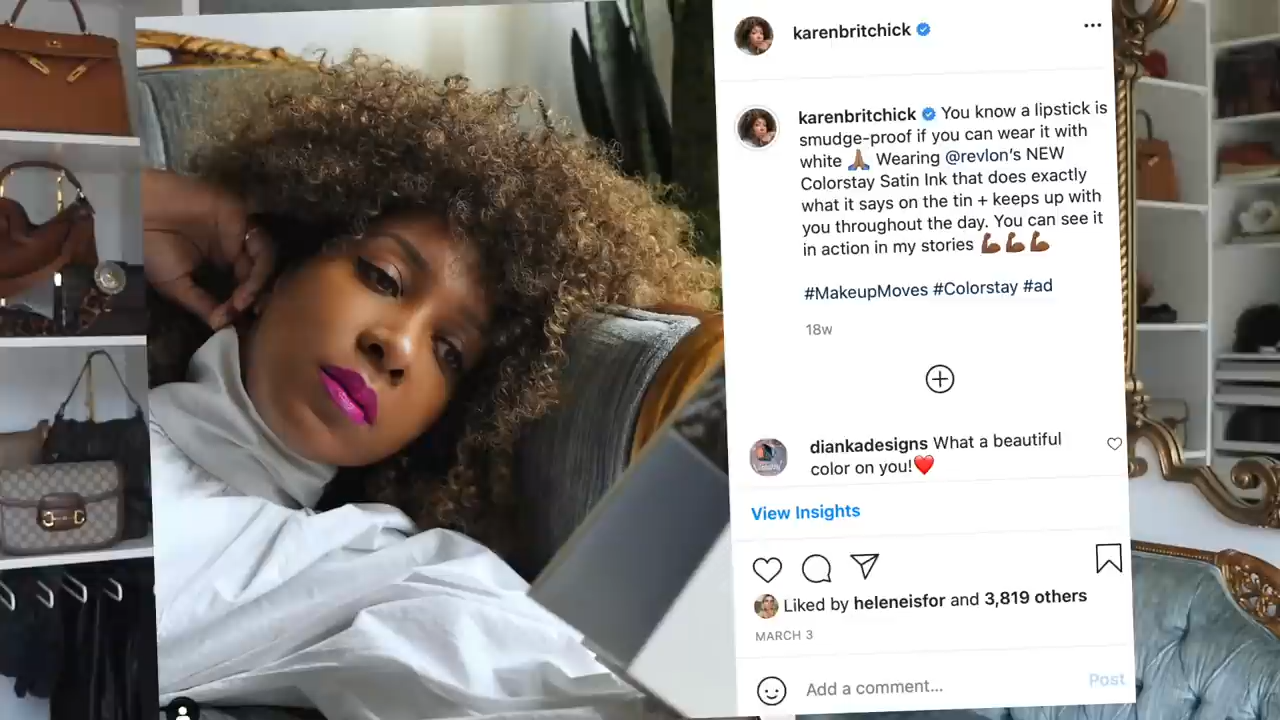 karenbritchick
karenbritchick You know a lipstick is
smudge-proof if you can wear it with
white 🙏🏽 Wearing @revlon's NEW
Colorstay Satin Ink that does exactly
what it says on the tin + keeps up with
you throughout the day. You can see it
in action in my stories 💪🏾💪🏾💪🏾
#MakeupMoves #Colorstay #ad
18w
diankadesigns What a beautiful
color on you!❤️
View Insights
Liked by heleneisfor and 3,819 others
MARCH 3
Add a comment... Post